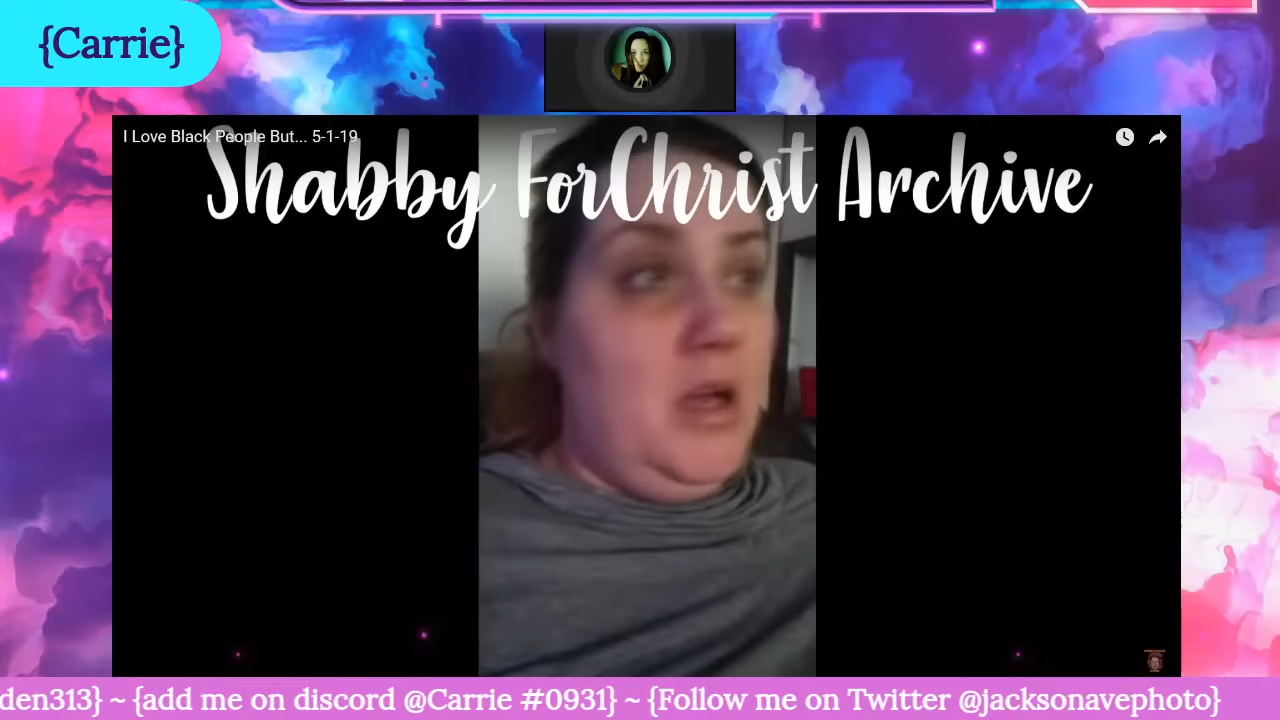 {Carrie}
I Love Black People But... 5-1-19
Shabby ForChrist Archive
den313} ~ {add me on discord @Carrie #0931} ~ {Follow me on Twitter @jacksonavephoto}